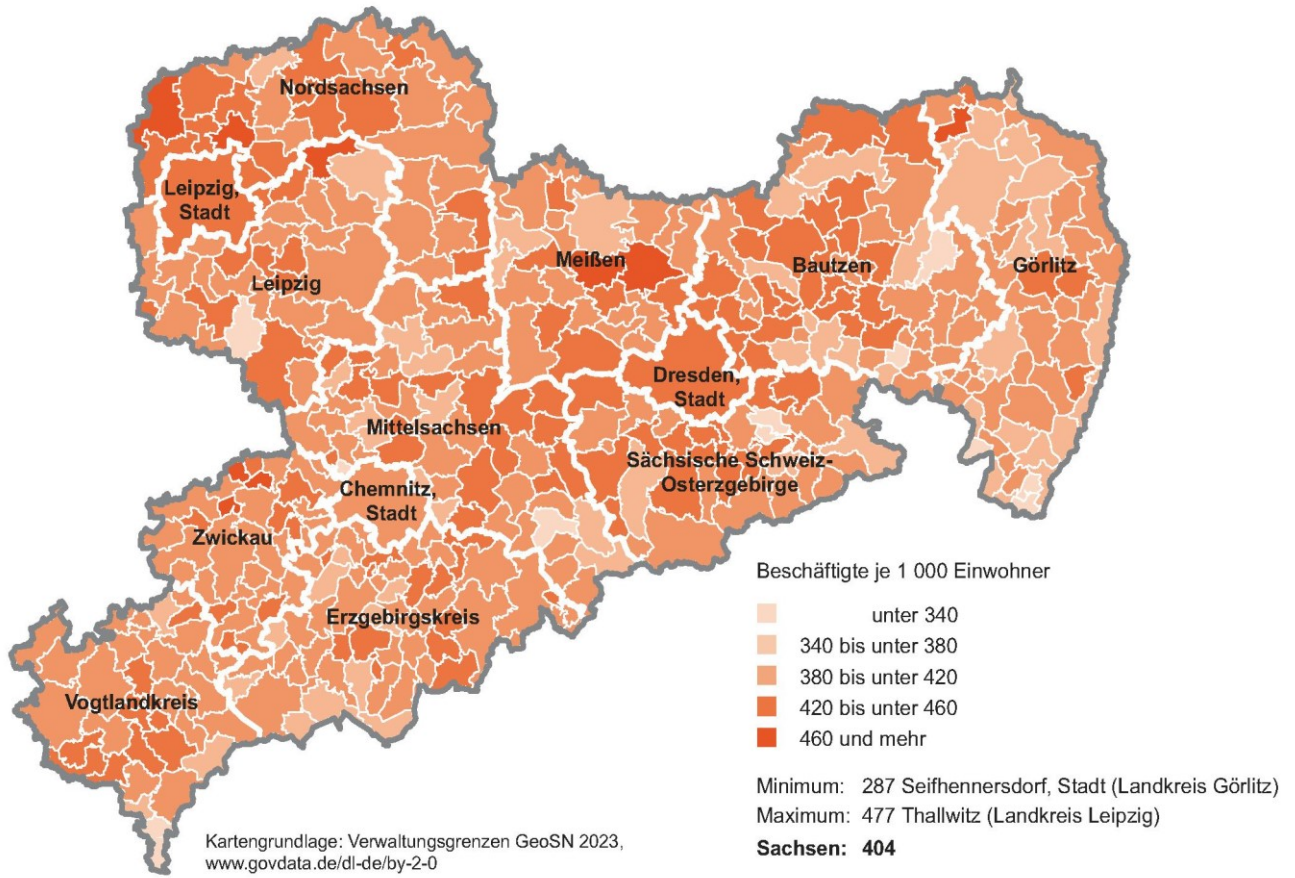 Nordsachsen
Leipzig,
Stadt
Leipzig
Meißen
Bautzen
Görlitz
Dresden,
Stadt
Mittelsachsen
Sächsische Schweiz-
Osterzgebirge
Chemnitz,
Stadt
Zwickau
Erzgebirgskreis
Vogtlandkreis
Beschäftigte je 1 000 Einwohner
unter 340
340 bis unter 380
380 bis unter 420
420 bis unter 460
460 und mehr
Minimum: 287 Seifhennersdorf, Stadt (Landkreis Görlitz)
Maximum: 477 Thallwitz (Landkreis Leipzig)
Sachsen: 404
Kartengrundlage: Verwaltungsgrenzen GeoSN 2023,
www.govdata.de/dl-de/by-2-0